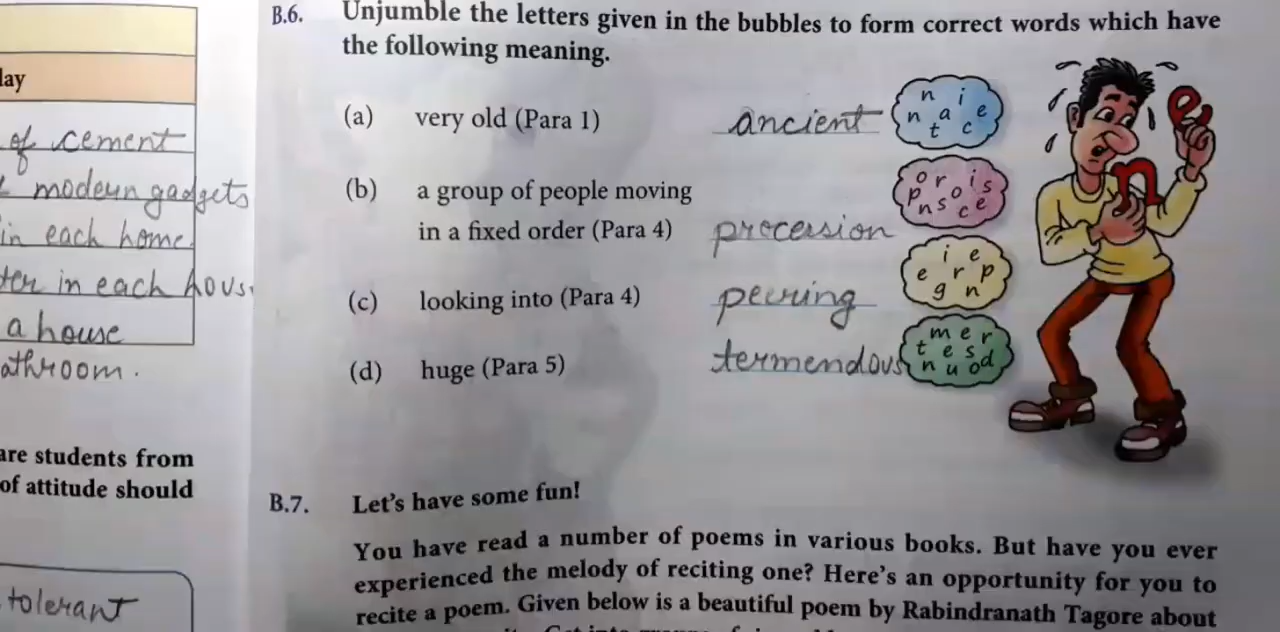 lay
of cement
modern gadgets
in each home.
ter in each hous
a house
athroom.
are students from
of attitude should
tolerant
B.6. Unjumble the letters given in the bubbles to form correct words which have
the following meaning.
(a) very old (Para 1) ancient
n i
n a e
t c
(b) a group of people moving
in a fixed order (Para 4) procession
o r i
p o s
n s c e
(c) looking into (Para 4) peering
i e
e r p
g n
(d) huge (Para 5) termendous
m e r
t e s d
n u o
e
n
B.7. Let's have some fun!
You have read a number of poems in various books. But have you ever
experienced the melody of reciting one? Here's an opportunity for you to
recite a poem. Given below is a beautiful poem by Rabindranath Tagore about